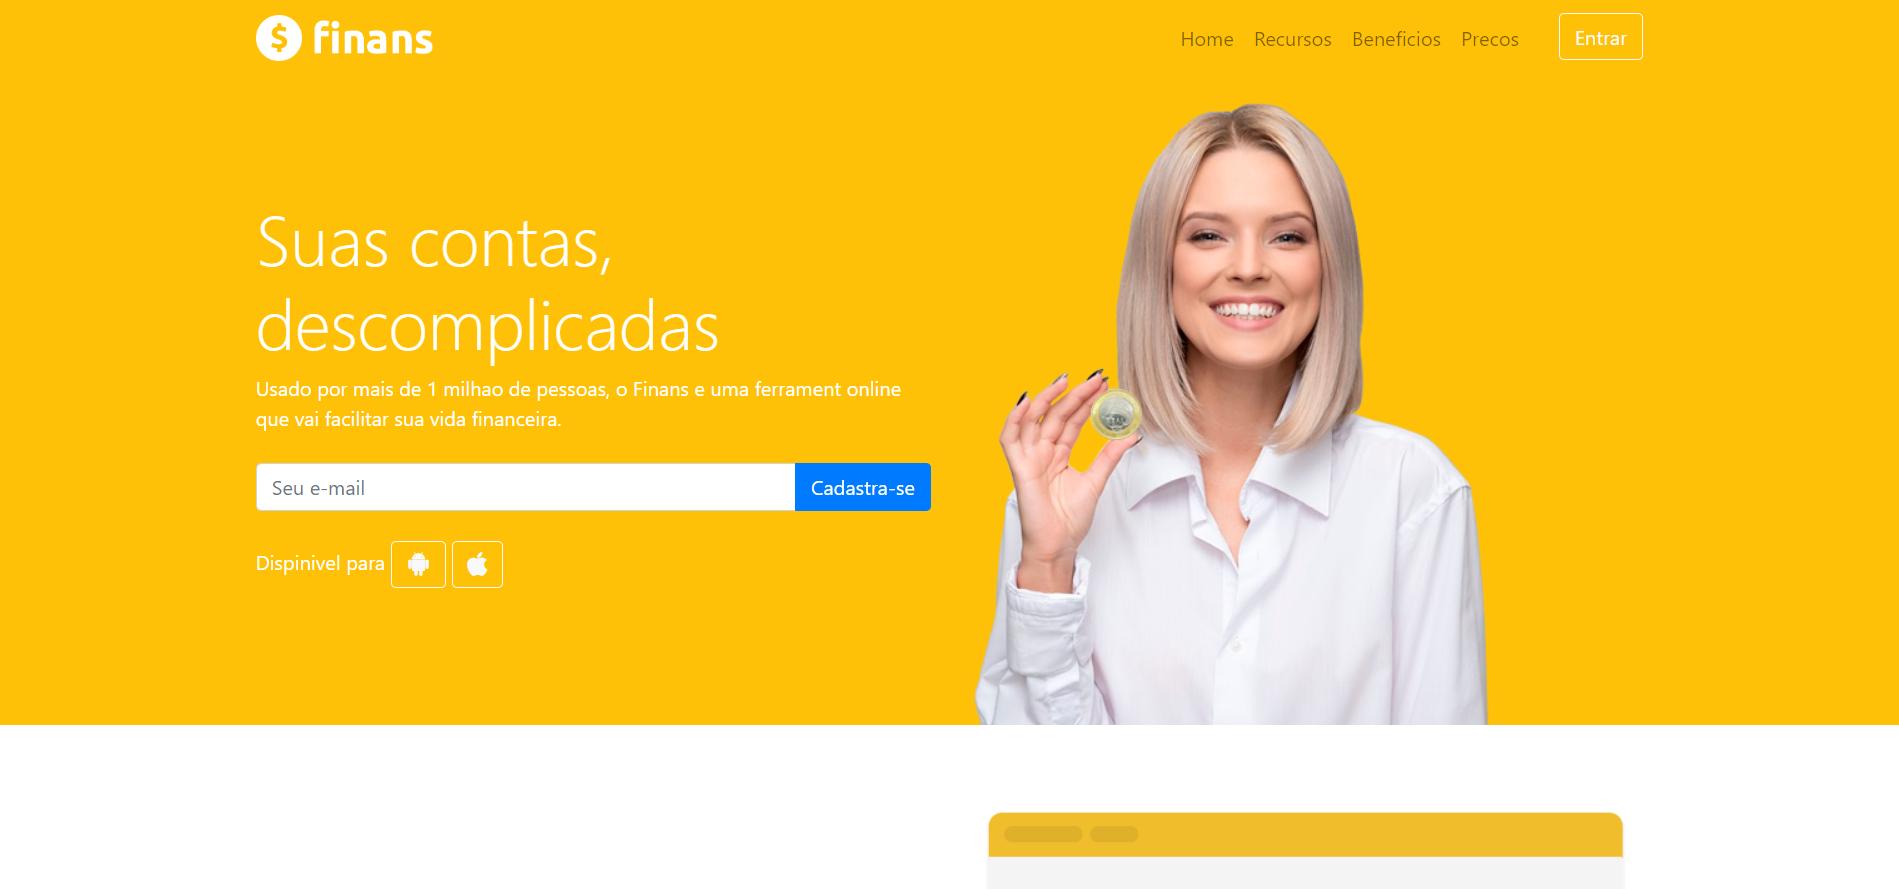 finans
Home Recursos Beneficios Precos Entrar
Suas contas,
descomplicadas
Usado por mais de 1 milhao de pessoas, o Finans e uma ferrament online
que vai facilitar sua vida financeira.
Seu e-mail Cadastra-se
Dispinivel para